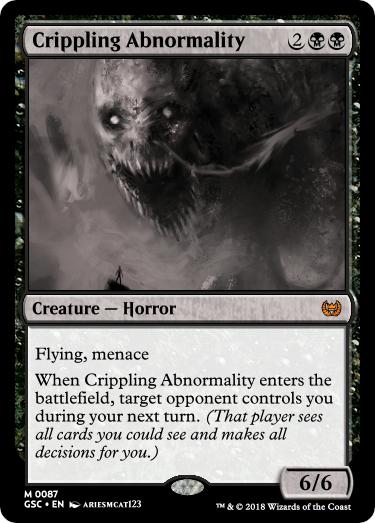 Crippling Abnormality 2
Creature — Horror
Flying, menace
When Crippling Abnormality enters the
battlefield, target opponent controls you
during your next turn. (That player sees
all cards you could see and makes all
decisions for you.)
6/6
M 0087
GSC • EN ARIESMCAT123
™ & © 2018 Wizards of the Coast